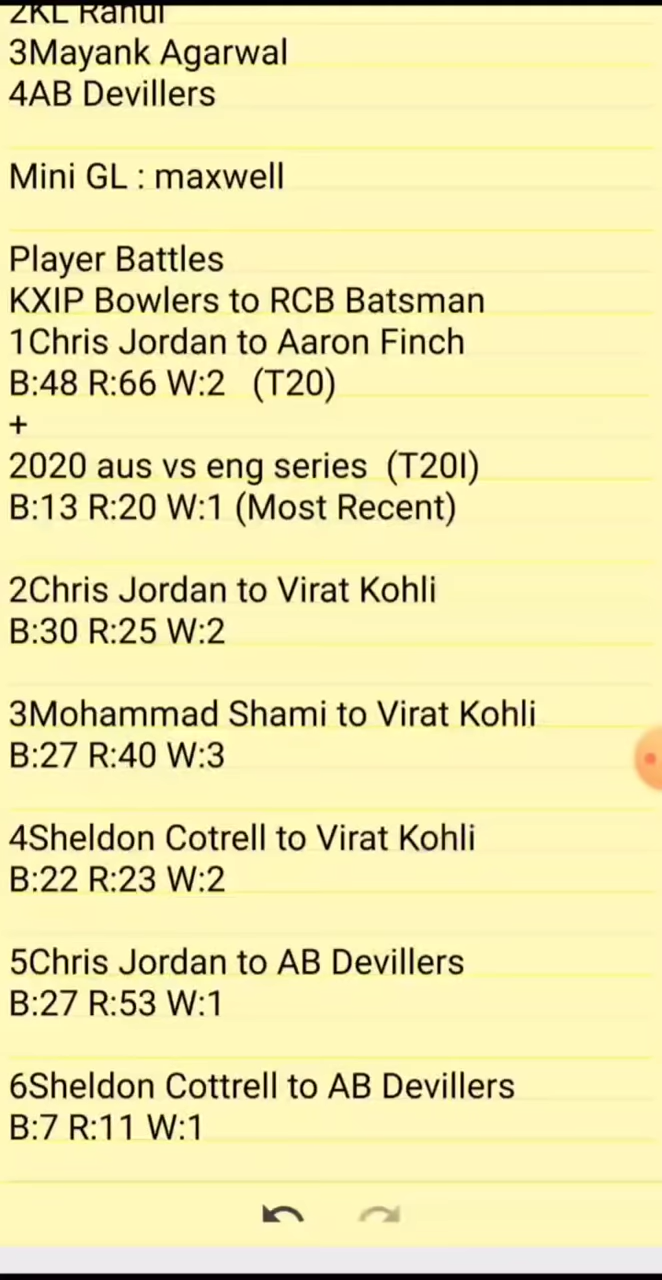 2KL Rahul
3Mayank Agarwal
4AB Devillers
Mini GL : maxwell
Player Battles
KXIP Bowlers to RCB Batsman
1Chris Jordan to Aaron Finch
B:48 R:66 W:2 (T20)
+
2020 aus vs eng series (T20I)
B:13 R:20 W:1 (Most Recent)
2Chris Jordan to Virat Kohli
B:30 R:25 W:2
3Mohammad Shami to Virat Kohli
B:27 R:40 W:3
4Sheldon Cotrell to Virat Kohli
B:22 R:23 W:2
5Chris Jordan to AB Devillers
B:27 R:53 W:1
6Sheldon Cottrell to AB Devillers
B:7 R:11 W:1